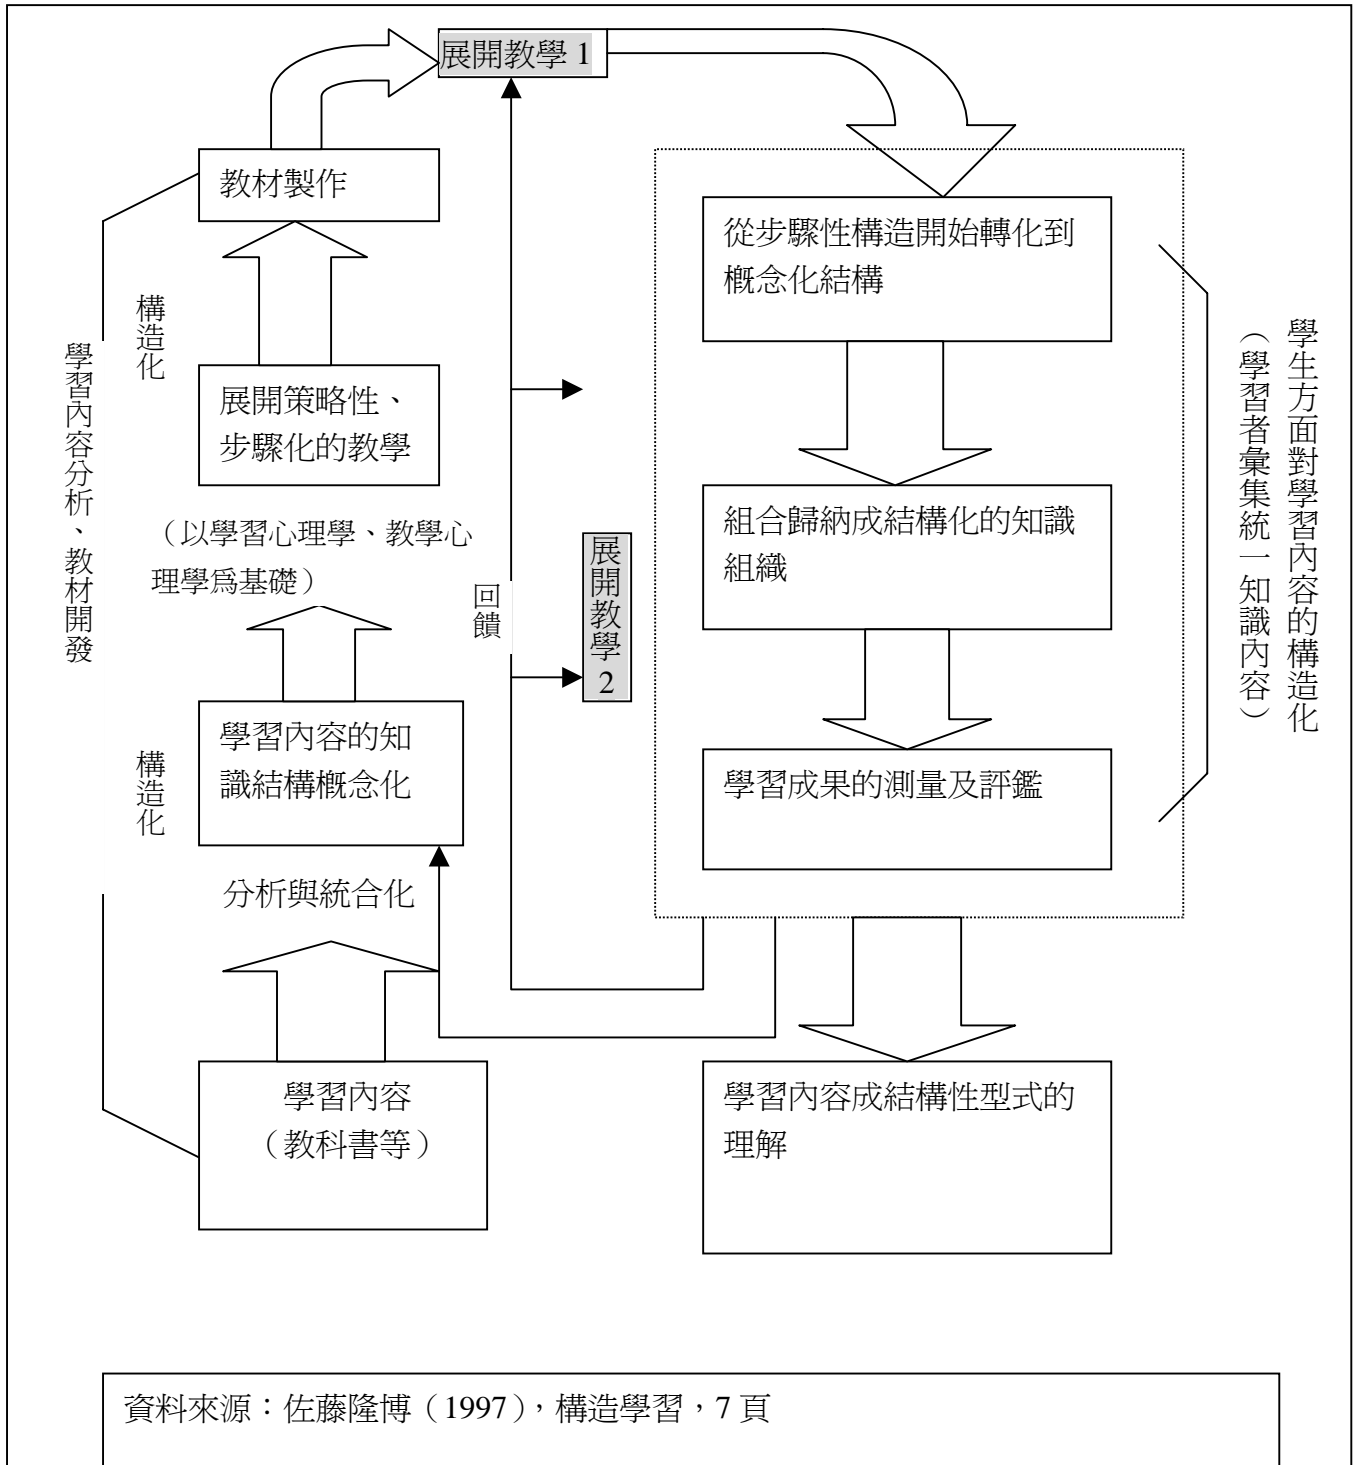 展開教學 1
教材製作
構造化
展開策略性、
步驟化的教學
（以學習心理學、教學心
理學爲基礎）
學習內容分析、教材開發
構造化
學習內容的知
識結構概念化
分析與統合化
學習內容
（教科書等）
回饋
展開教學2
從步驟性構造開始轉化到
概念化結構
組合歸納成結構化的知識
組織
學習成果的測量及評鑑
學生方面對學習內容的構造化
（學習者彙集統一知識內容）
學習內容成結構性型式的
理解
資料來源：佐藤隆博（1997），構造學習，7 頁